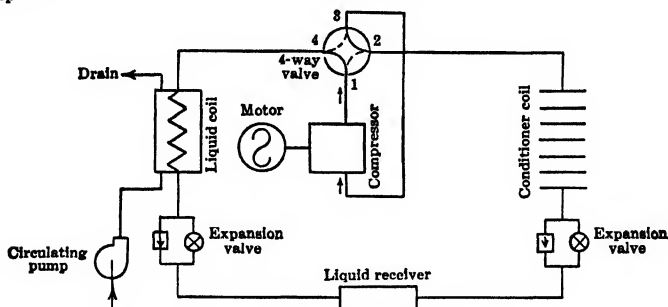 3
4
2
4-way
valve
1
Drain
Liquid coil
Motor
Compressor
Conditioner coil
Circulating
pump
Expansion
valve
Liquid receiver
Expansion
valve